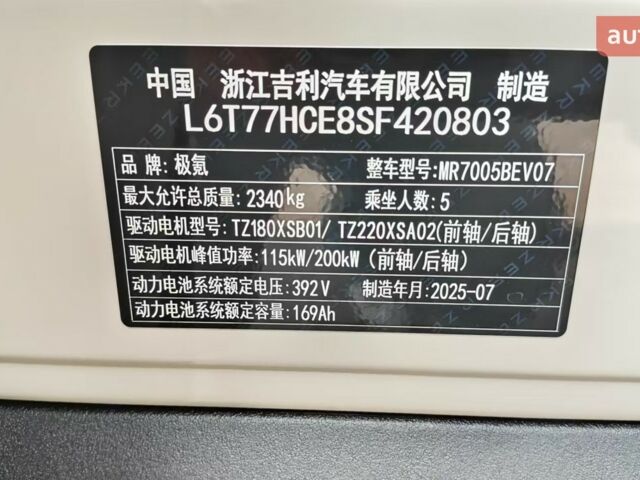 auto
中国 浙江吉利汽车有限公司 制造
L6T77HCE8SF420803
品 牌:极氪 整车型号:MR7005BEV07
最大允许总质量:2340kg 乘坐人数:5
驱动电机型号:TZ180XSB01/ TZ220XSA02(前轴/后轴)
驱动电机峰值功率:115kW/200kW (前轴/后轴)
动力电池系统额定电压:392V 制造年月:2025-07
动力电池系统额定容量:169Ah